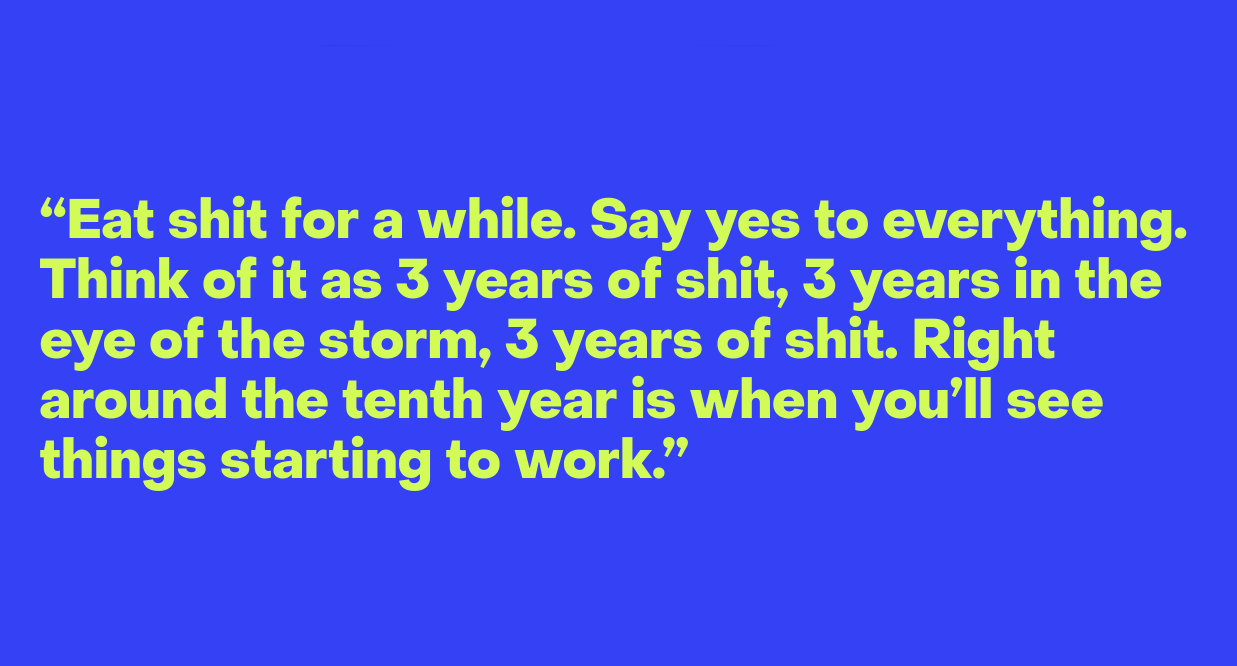 “Eat shit for a while. Say yes to everything.
Think of it as 3 years of shit, 3 years in the
eye of the storm, 3 years of shit. Right
around the tenth year is when you’ll see
things starting to work.”